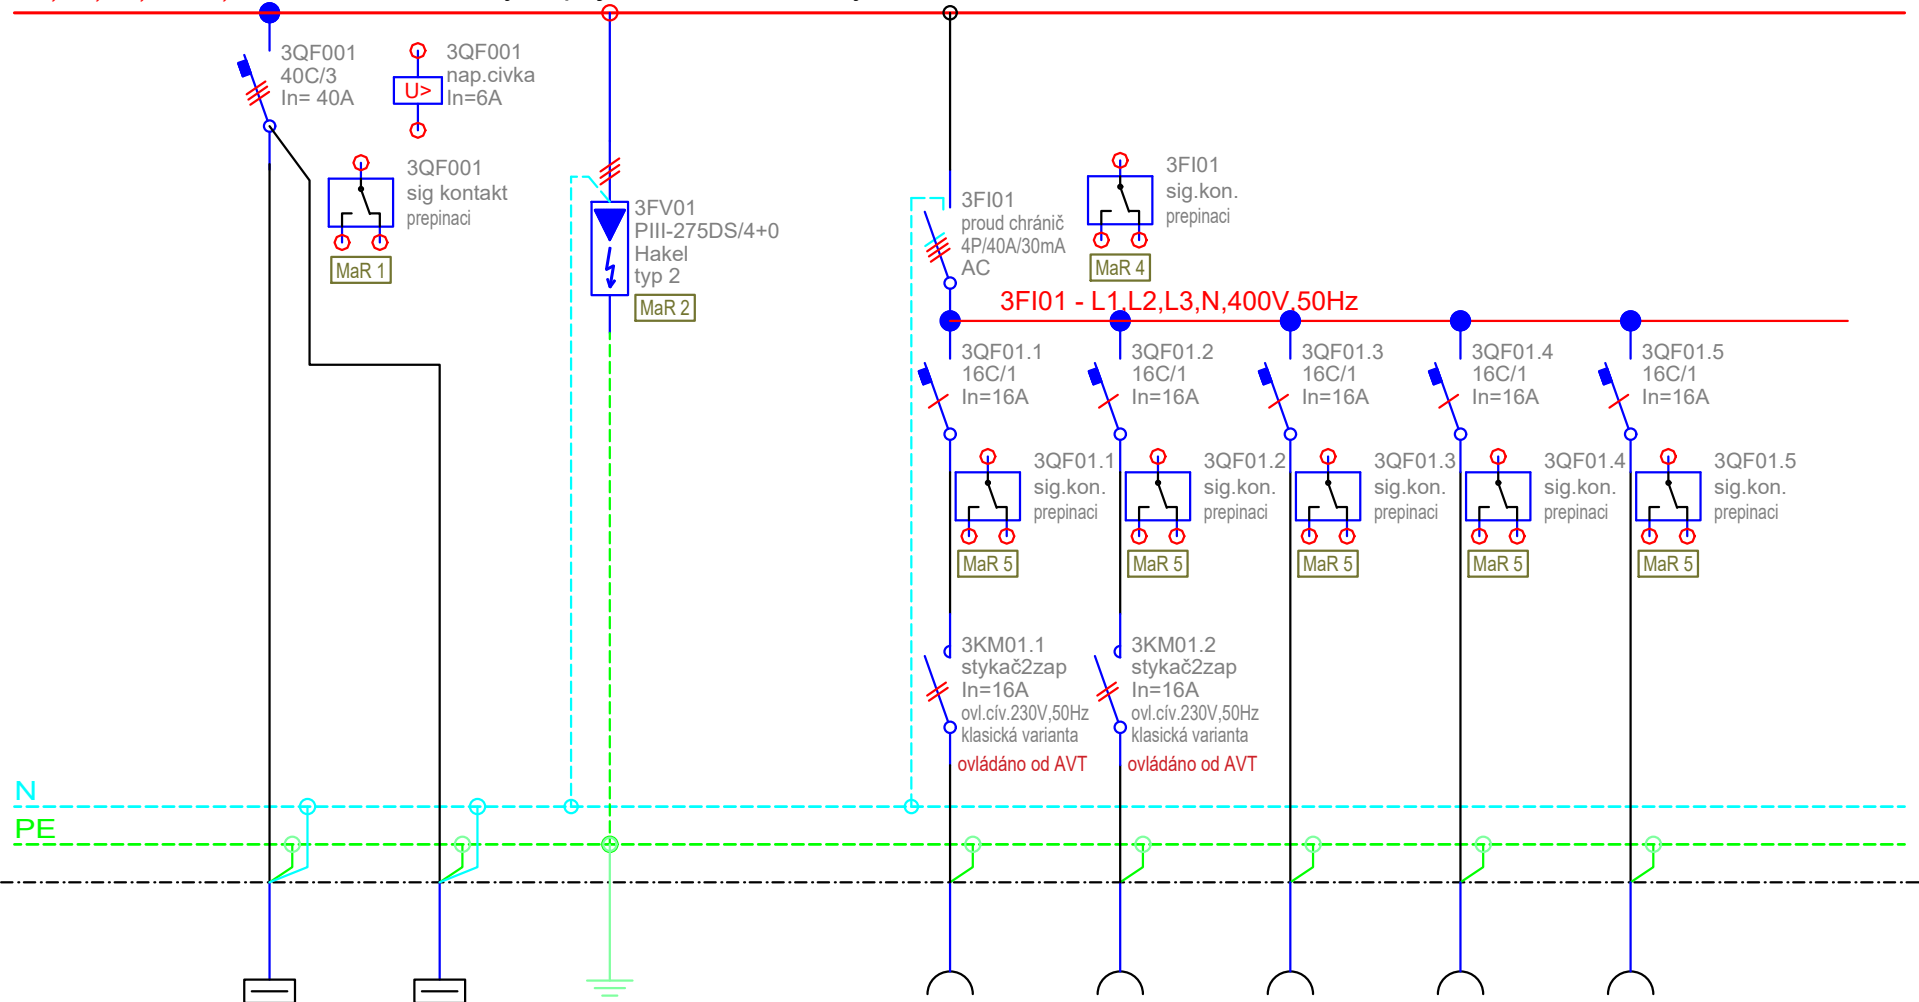 3QF001
40C/3
In= 40A
3QF001
nap.civka
In=6A
U>
3QF001
sig kontakt
prepinaci
MaR 1
3FV01
PIII-275DS/4+0
Hakel
typ 2
MaR 2
3FI01
proud chránič
4P/40A/30mA
AC
3FI01
sig.kon.
prepinaci
MaR 4
3FI01 - L1,L2,L3,N,400V,50Hz
3QF01.1
16C/1
In=16A
3QF01.2
16C/1
In=16A
3QF01.3
16C/1
In=16A
3QF01.4
16C/1
In=16A
3QF01.5
16C/1
In=16A
3QF01.1
sig.kon.
prepinaci
MaR 5
3QF01.2
sig.kon.
prepinaci
MaR 5
3QF01.3
sig.kon.
prepinaci
MaR 5
3QF01.4
sig.kon.
prepinaci
MaR 5
3QF01.5
sig.kon.
prepinaci
MaR 5
3KM01.1
stykač2zap
In=16A
ovl.cív.230V,50Hz
klasická varianta
ovládáno od AVT
3KM01.2
stykač2zap
In=16A
ovl.cív.230V,50Hz
klasická varianta
ovládáno od AVT
N
PE